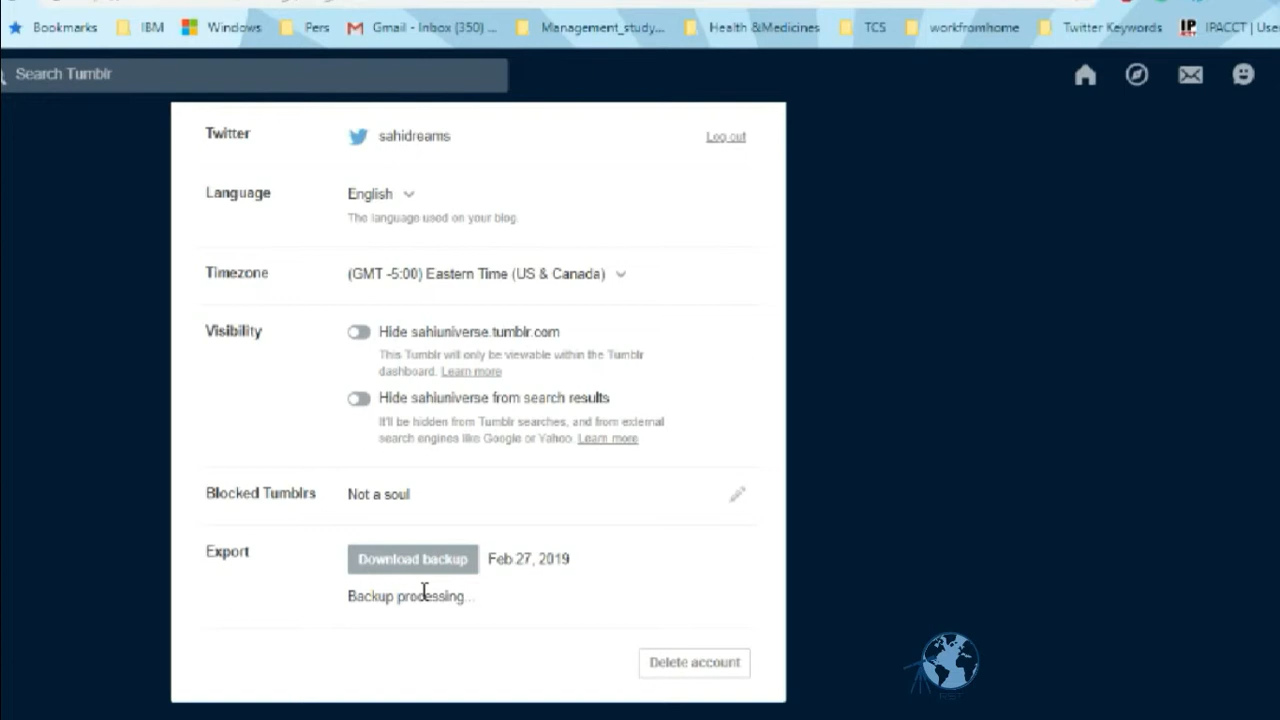 Bookmarks IBM Windows Pers Gmail - Inbox (350) ... Management_study... Health &Medicines TCS workfromhome Twitter Keywords IP IPACCT | Use
Search Tumblr
Twitter sahidreams Log out
Language English
The language used on your blog.
Timezone (GMT -5:00) Eastern Time (US & Canada)
Visibility Hide sahiuniverse.tumblr.com
This Tumblr will only be viewable within the Tumblr
dashboard. Learn more
Hide sahiuniverse from search results
It'll be hidden from Tumblr searches, and from external
search engines like Google or Yahoo. Learn more
Blocked Tumblrs Not a soul
Export Download backup Feb 27, 2019
Backup processing...
Delete account